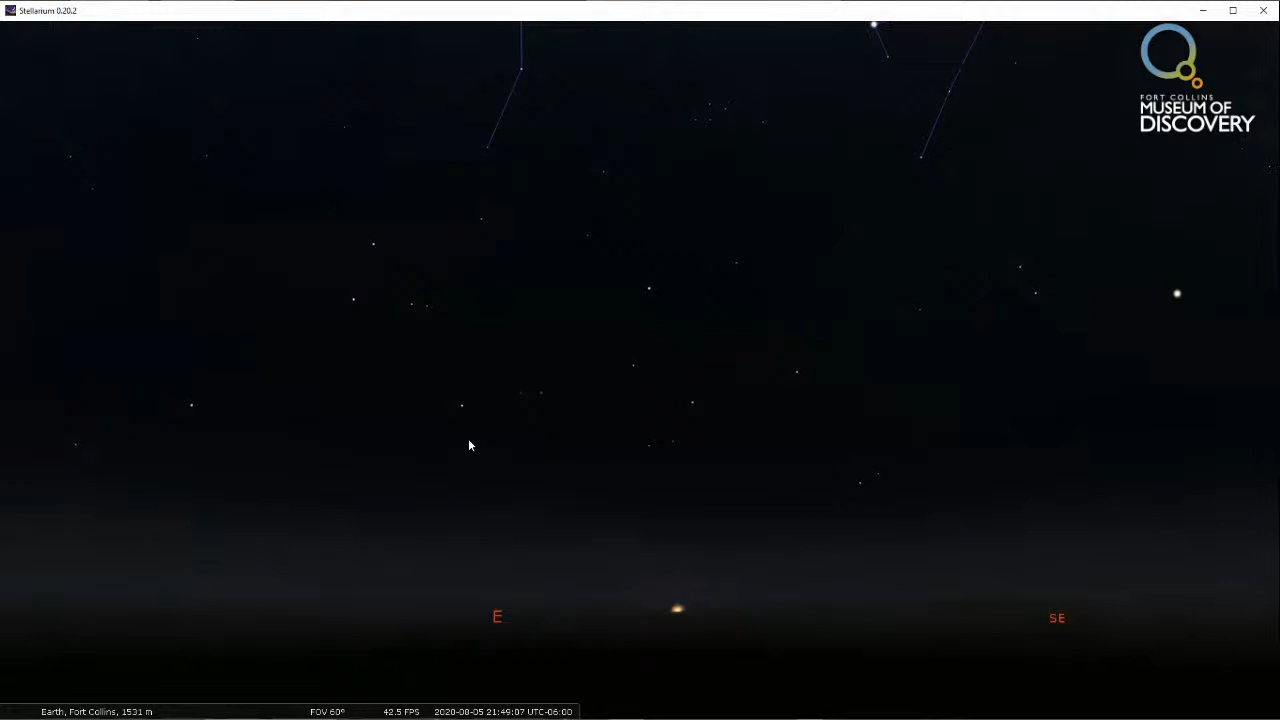 Stellarium 0.20.2
FORT COLLINS
MUSEUM OF
DISCOVERY
E
SE
Earth, Fort Collins, 1531 m
FOV 60°
42.5 FPS
2020-08-05 21:49:07 UTC-06:00